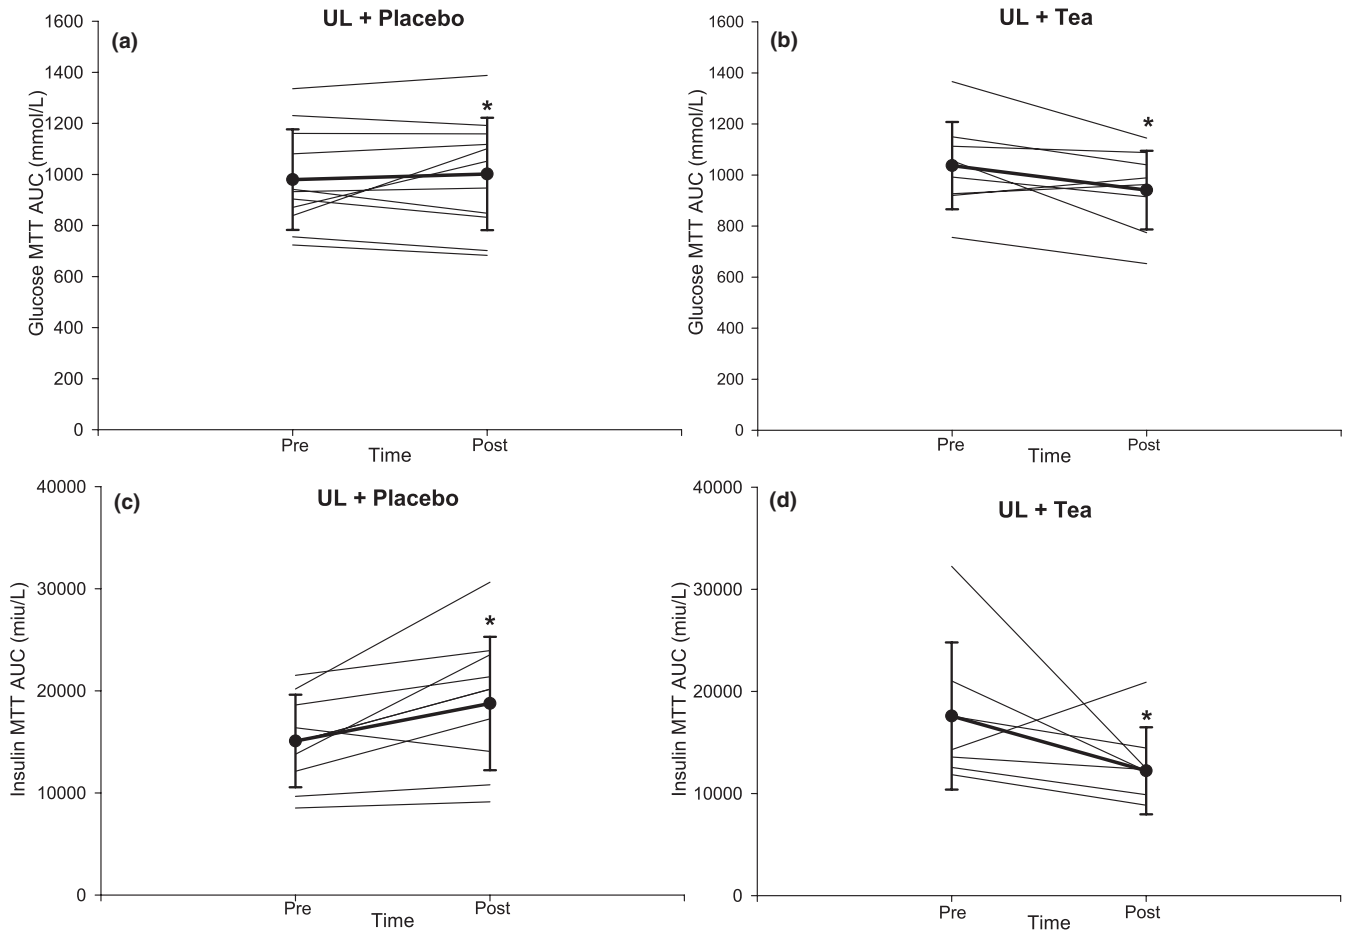 UL + Placebo
(a)
Glucose MTT AUC (mmol/L)
1600
1400
1200
1000
800
600
400
200
0
*
Pre
Post
Time
UL + Tea
(b)
Glucose MTT AUC (mmol/L)
1600
1400
1200
1000
800
600
400
200
0
*
Pre
Post
Time
UL + Placebo
(c)
Insulin MTT AUC (miu/L)
40000
30000
20000
10000
0
*
Pre
Post
Time
UL + Tea
(d)
Insulin MTT AUC (miu/L)
40000
30000
20000
10000
0
*
Pre
Post
Time